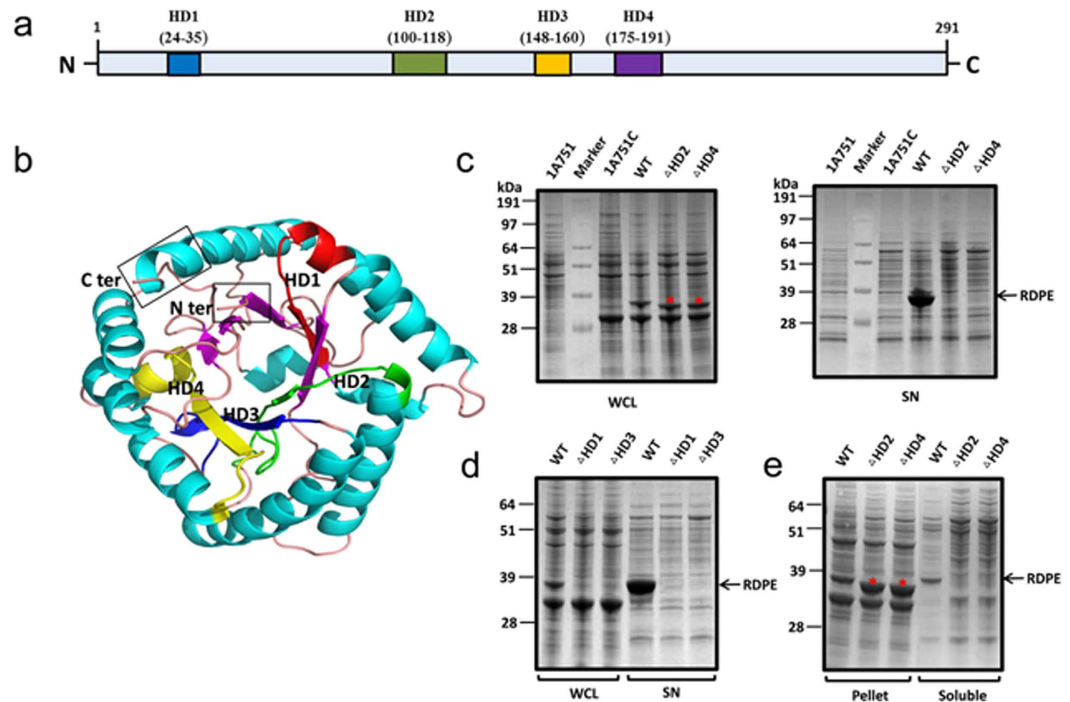 a
1
HD1
(24-35)
HD2
(100-118)
HD3
(148-160)
HD4
(175-191)
291
N
C
b
C ter
N ter
HD1
HD2
HD3
HD4
c
1A751
Marker
1A751C
WT
△HD2
△HD4
kDa
191
97
64
51
39
28
WCL
1A751
Marker
1A751C
WT
△HD2
△HD4
kDa
191
97
64
51
39
28
RDPE
SN
d
WT
△HD1
△HD3
WT
△HD1
△HD3
64
51
39
28
RDPE
WCL
SN
e
WT
△HD2
△HD4
WT
△HD2
△HD4
64
51
39
28
RDPE
Pellet
Soluble